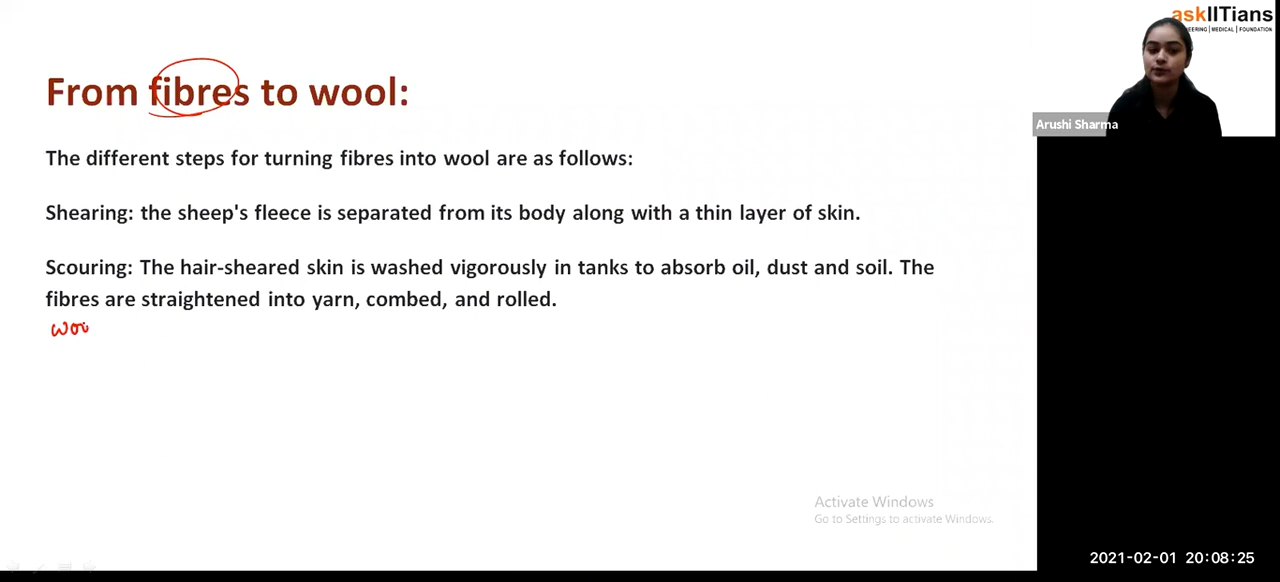 askIITians
ENGINEERING | MEDICAL | FOUNDATION
Arushi Sharma
From fibres to wool:
The different steps for turning fibres into wool are as follows:
Shearing: the sheep's fleece is separated from its body along with a thin layer of skin.
Scouring: The hair-sheared skin is washed vigorously in tanks to absorb oil, dust and soil. The
fibres are straightened into yarn, combed, and rolled.
woo
Activate Windows
Go to Settings to activate Windows.
2021-02-01 20:08:25